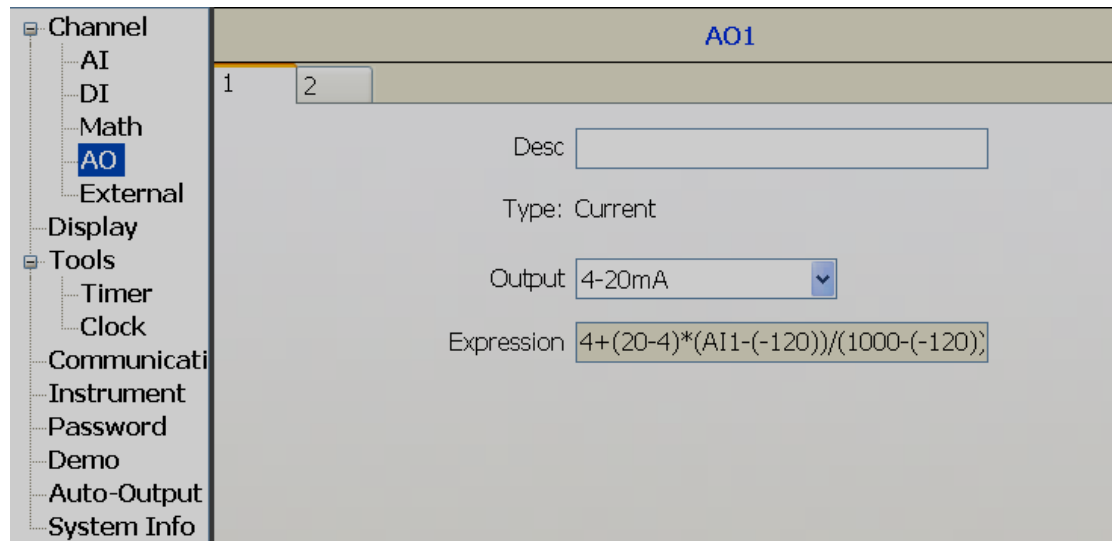 Channel
AI
DI
Math
AO
External
Display
Tools
Timer
Clock
Communicati
Instrument
Password
Demo
Auto-Output
System Info
AO1
1 2
Desc
Type: Current
Output 4-20mA
Expression 4+(20-4)*(AI1-(-120))/(1000-(-120))